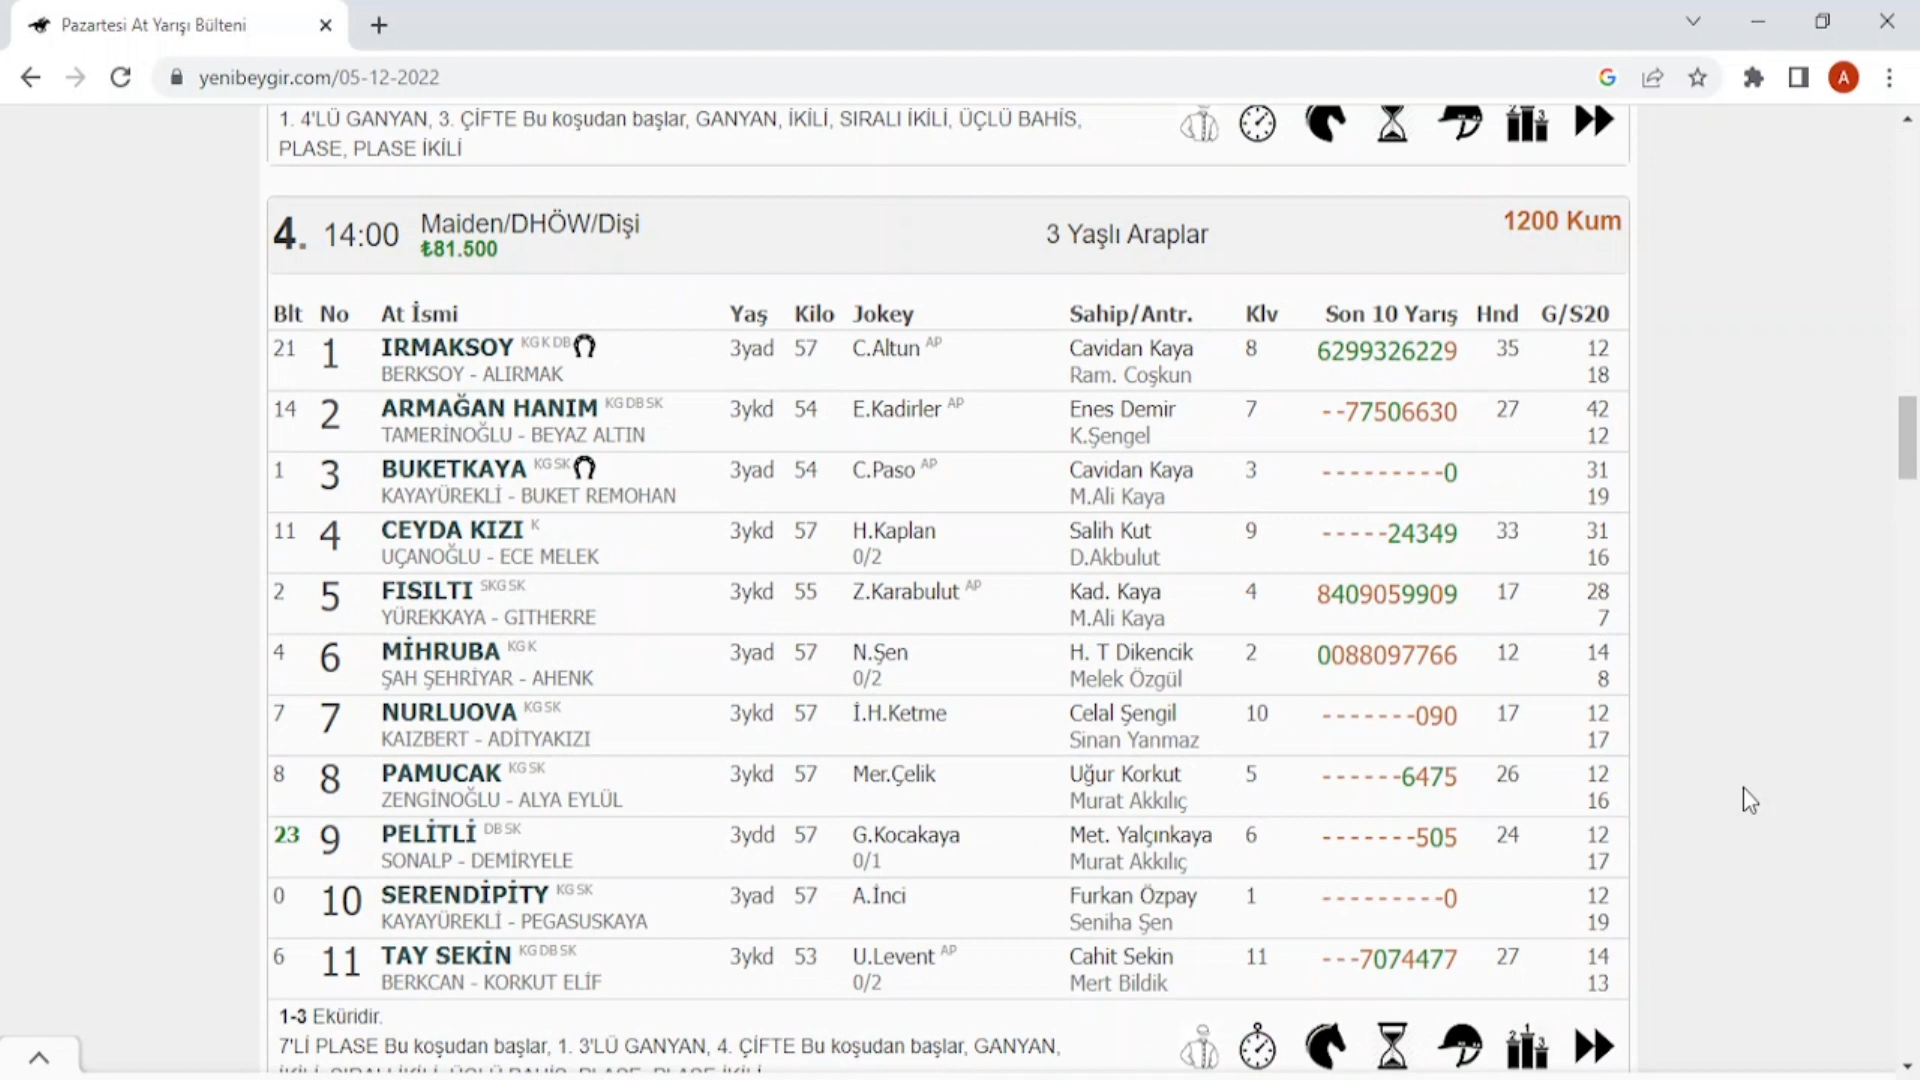 Pazartesi At Yarışı Bülteni
yenibeygir.com/05-12-2022
A
1. 4'LÜ GANYAN, 3. ÇİFTE Bu koşudan başlar, GANYAN, İKİLİ, SIRALI İKİLİ, ÜÇLÜ BAHİS,
PLASE, PLASE İKİLİ
4. 14:00 Maiden/DHÖW/Dişi 3 Yaşlı Araplar 1200 Kum
₺81.500
Blt No At İsmi Yaş Kilo Jokey Sahip/Antr. Klv Son 10 Yarış Hnd G/S20
21 1 IRMAKSOY KG K DB 3yad 57 C.Altun AP Cavidan Kaya 8 6299326229 35 12
BERKSOY - ALIRMAK Ram. Coşkun 18
14 2 ARMAĞAN HANIM KG DB SK 3ykd 54 E.Kadirler AP Enes Demir 7 --77506630 27 42
TAMERİNOĞLU - BEYAZ ALTIN K.Şengel 12
1 3 BUKETKAYA KG SK 3yad 54 C.Paso AP Cavidan Kaya 3 ---------0 31
KAYAYÜREKLİ - BUKET REMOHAN M.Ali Kaya 19
11 4 CEYDA KIZI K 3ykd 57 H.Kaplan Salih Kut 9 -----24349 33 31
UÇANOĞLU - ECE MELEK 0/2 D.Akbulut 16
2 5 FISILTI SKG SK 3ykd 55 Z.Karabulut AP Kad. Kaya 4 8409059909 17 28
YÜREKKAYA - GITHERRE M.Ali Kaya 7
4 6 MİHRUBA KG K 3yad 57 N.Şen H. T Dikencik 2 0088097766 12 14
ŞAH ŞEHRİYAR - AHENK 0/2 Melek Özgül 8
7 7 NURLUOVA KG SK 3ykd 57 İ.H.Ketme Celal Şengil 10 -------090 17 12
KAIZBERT - ADİTYAKIZI Sinan Yanmaz 17
8 8 PAMUCAK KG SK 3ykd 57 Mer.Çelik Uğur Korkut 5 ------6475 26 12
ZENGİNOĞLU - ALYA EYLÜL Murat Akkılıç 16
23 9 PELİTLİ DB SK 3ydd 57 G.Kocakaya Met. Yalçınkaya 6 -------505 24 12
SONALP - DEMİRYELE 0/1 Murat Akkılıç 17
0 10 SERENDİPİTY KG SK 3yad 57 A.İnci Furkan Özpay 1 ---------0 12
KAYAYÜREKLİ - PEGASUSKAYA Seniha Şen 19
6 11 TAY SEKİN KG DB SK 3ykd 53 U.Levent AP Cahit Sekin 11 ---7074477 27 14
BERKCAN - KORKUT ELİF 0/2 Mert Bildik 13
1-3 Eküridir.
7'Lİ PLASE Bu koşudan başlar, 1. 3'LÜ GANYAN, 4. ÇİFTE Bu koşudan başlar, GANYAN,
İKİLİ, SIRALI İKİLİ, ÜÇLÜ BAHİS, PLASE, PLASE İKİLİ